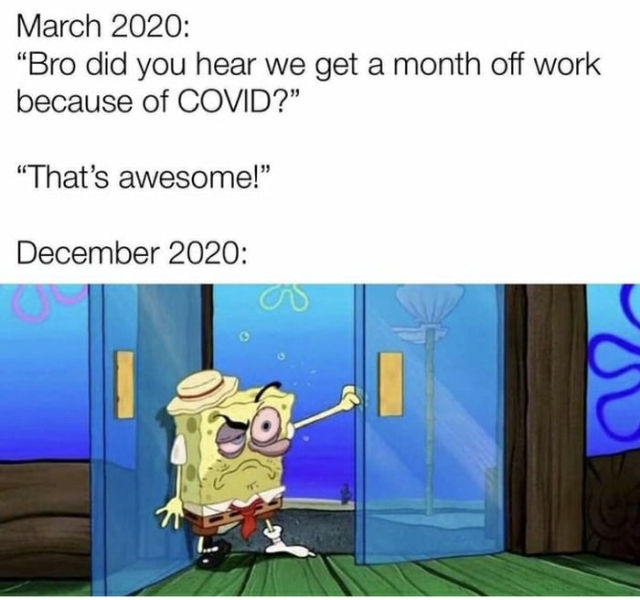 March 2020:
“Bro did you hear we get a month off work
because of COVID?”
“That’s awesome!”
December 2020: